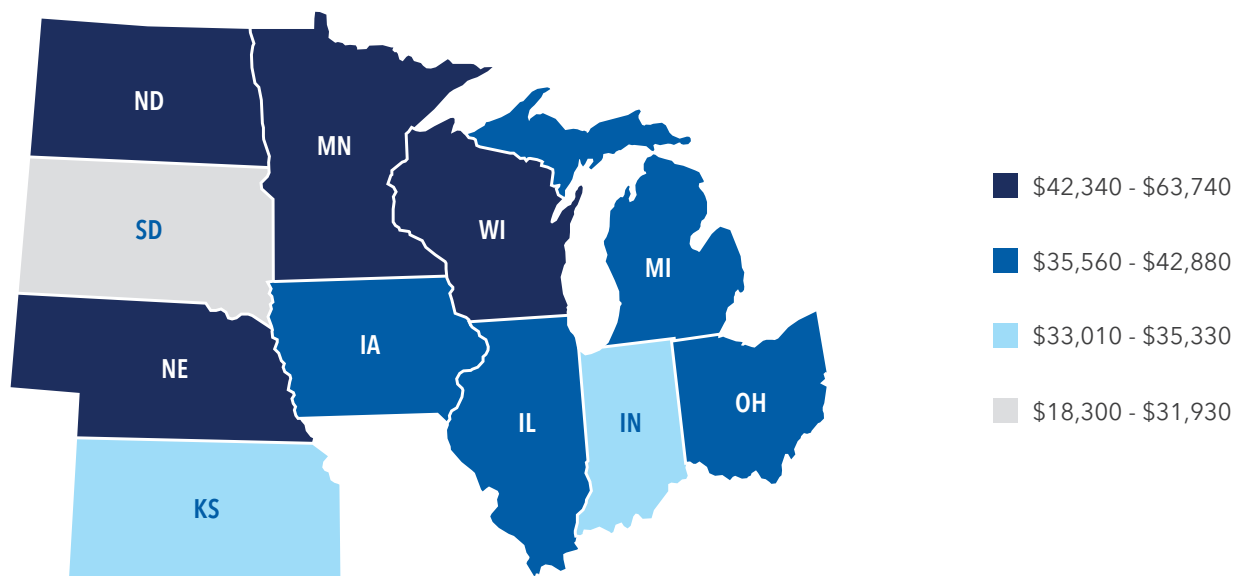 ND
MN
SD
WI
MI
IA
NE
IL
IN
OH
KS
$42,340 - $63,740
$35,560 - $42,880
$33,010 - $35,330
$18,300 - $31,930